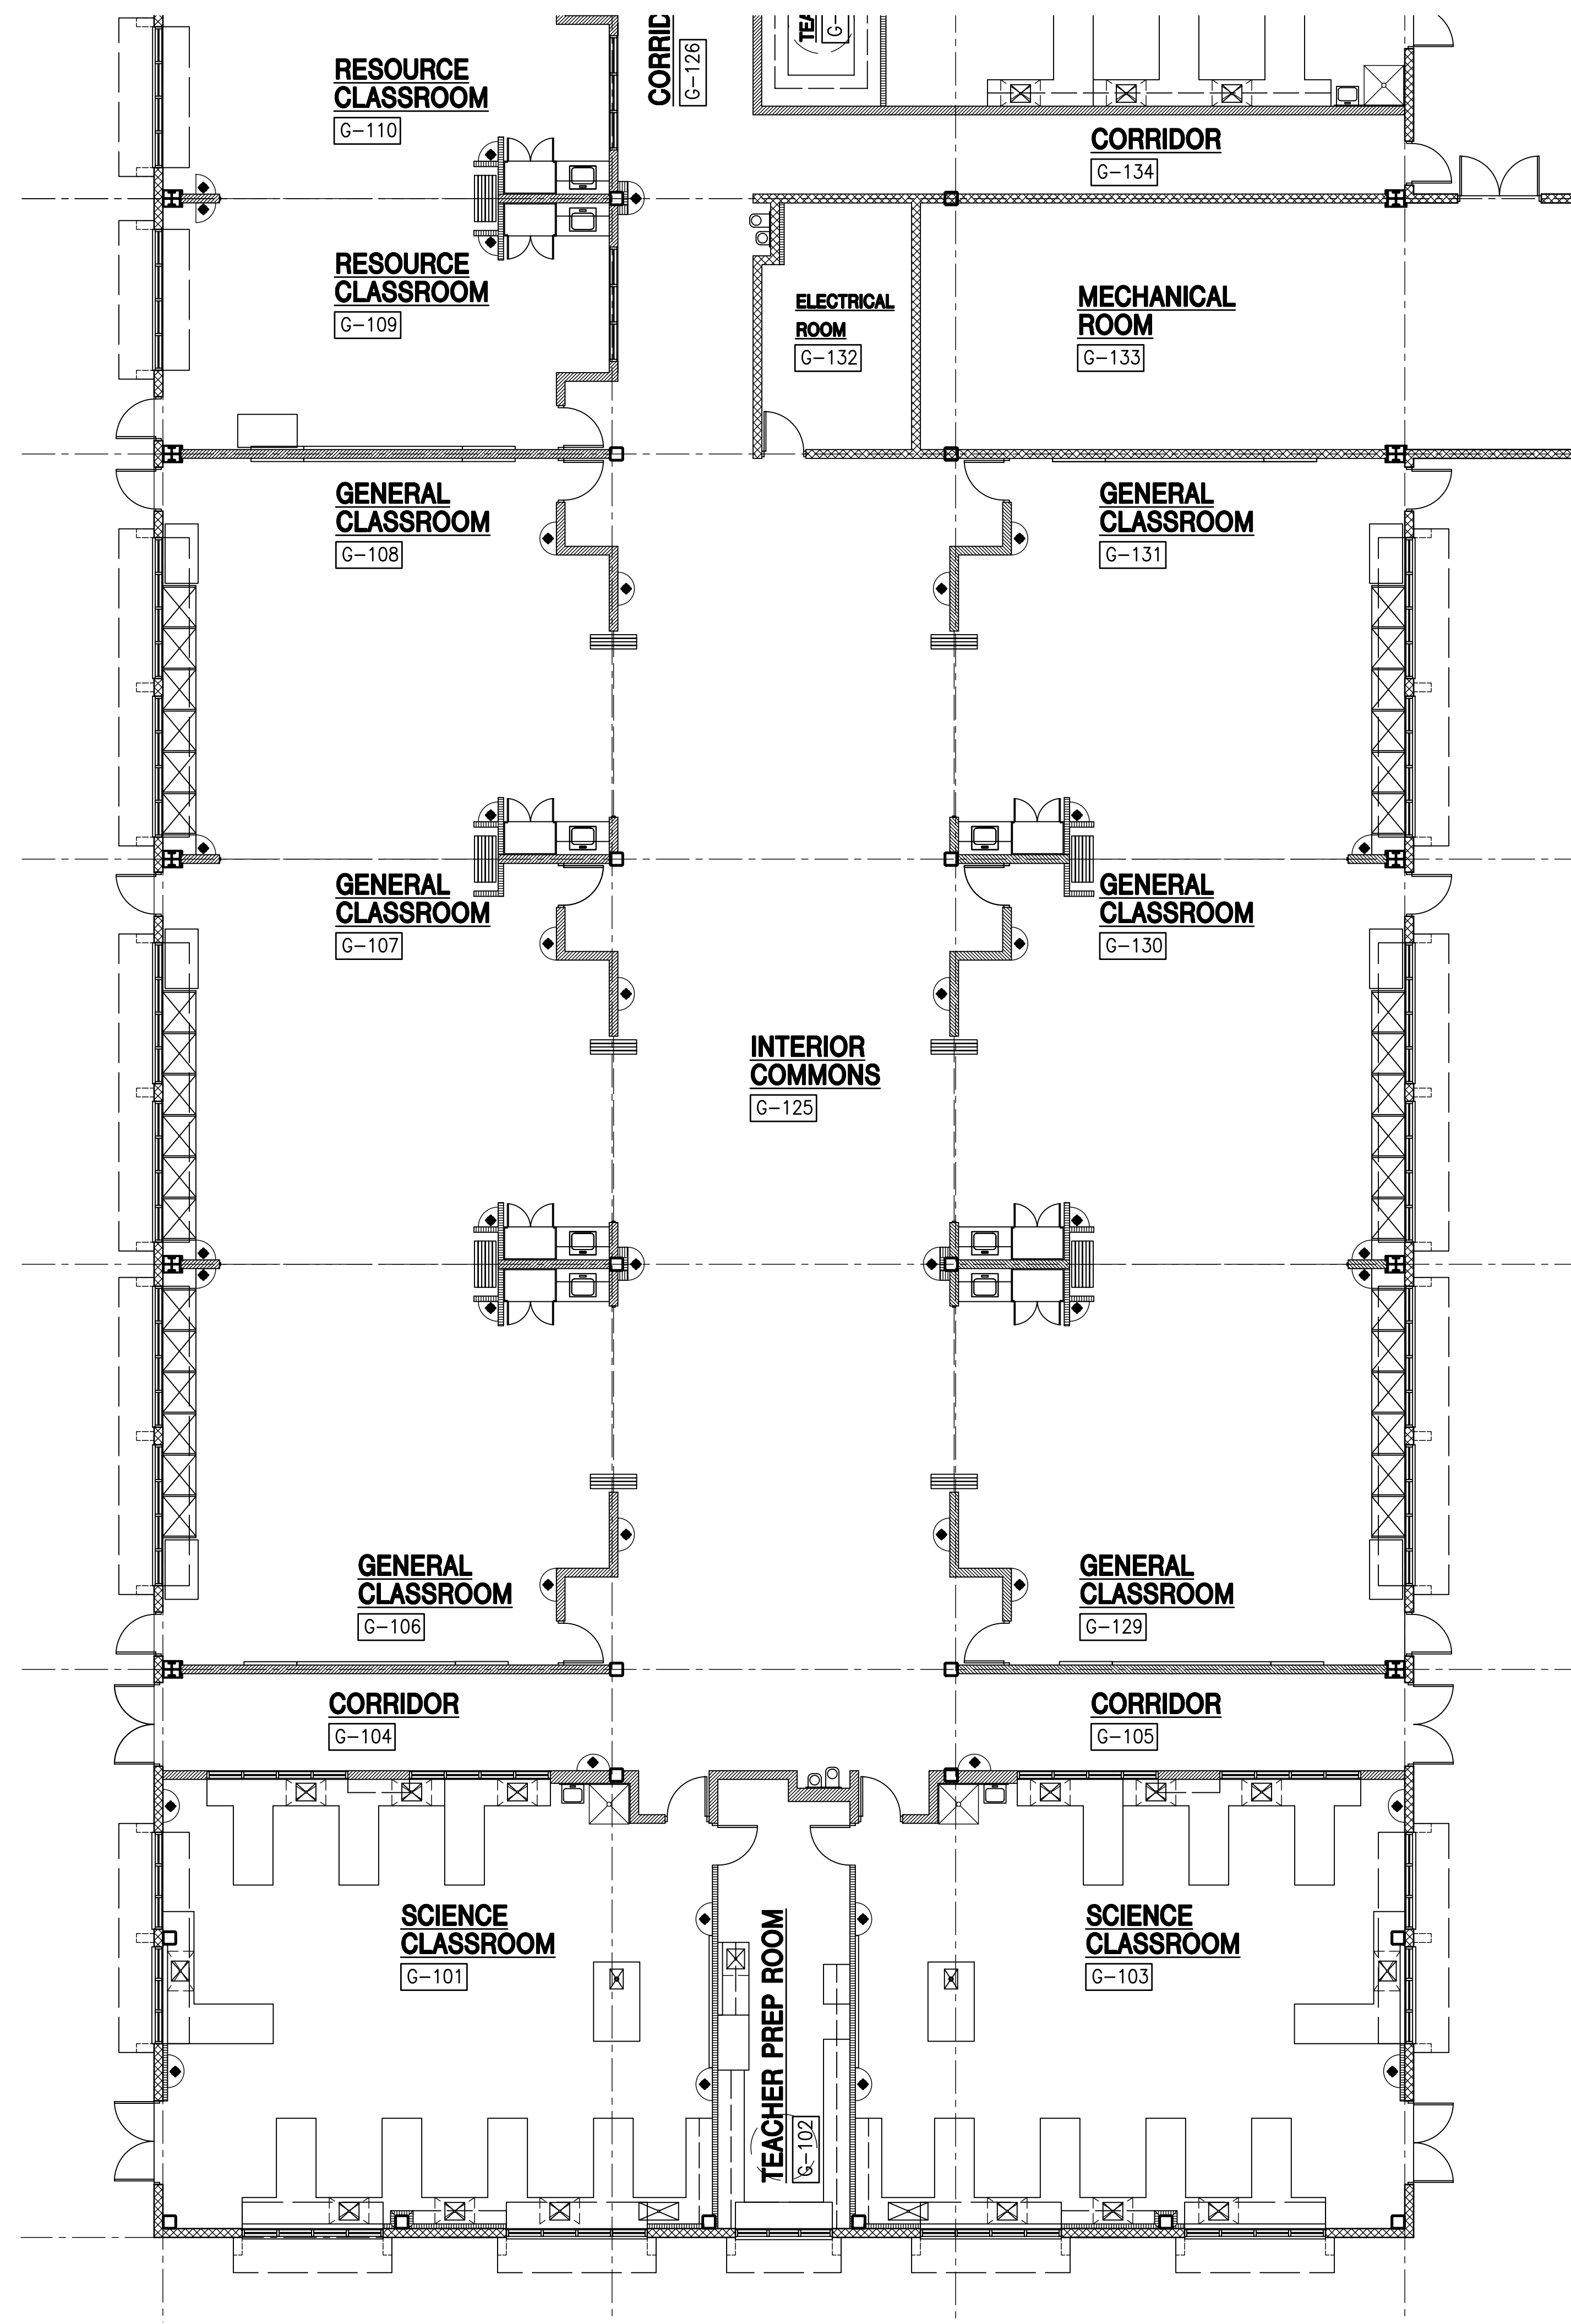 RESOURCE
CLASSROOM
G-110
CORRID
G-126
TEA
G-
CORRIDOR
G-134
RESOURCE
CLASSROOM
G-109
ELECTRICAL
ROOM
G-132
MECHANICAL
ROOM
G-133
GENERAL
CLASSROOM
G-108
GENERAL
CLASSROOM
G-131
GENERAL
CLASSROOM
G-107
GENERAL
CLASSROOM
G-130
INTERIOR
COMMONS
G-125
GENERAL
CLASSROOM
G-106
GENERAL
CLASSROOM
G-129
CORRIDOR
G-104
CORRIDOR
G-105
SCIENCE
CLASSROOM
G-101
TEACHER PREP ROOM
G-102
SCIENCE
CLASSROOM
G-103